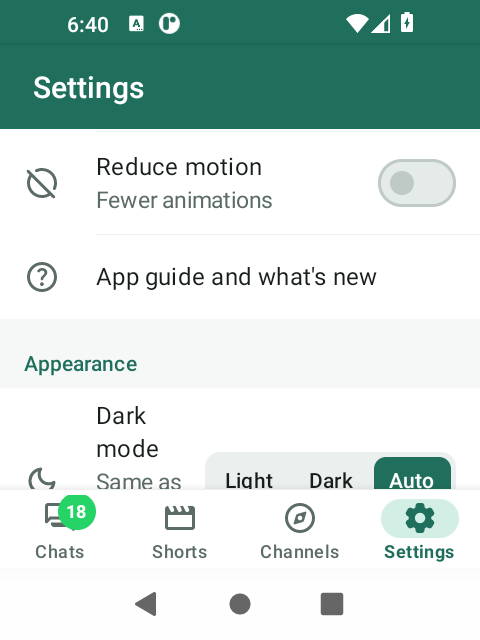 6:40
Settings
Reduce motion
Fewer animations
App guide and what's new
Appearance
Dark
mode
Same as
Light Dark Auto
18
Chats Shorts Channels Settings